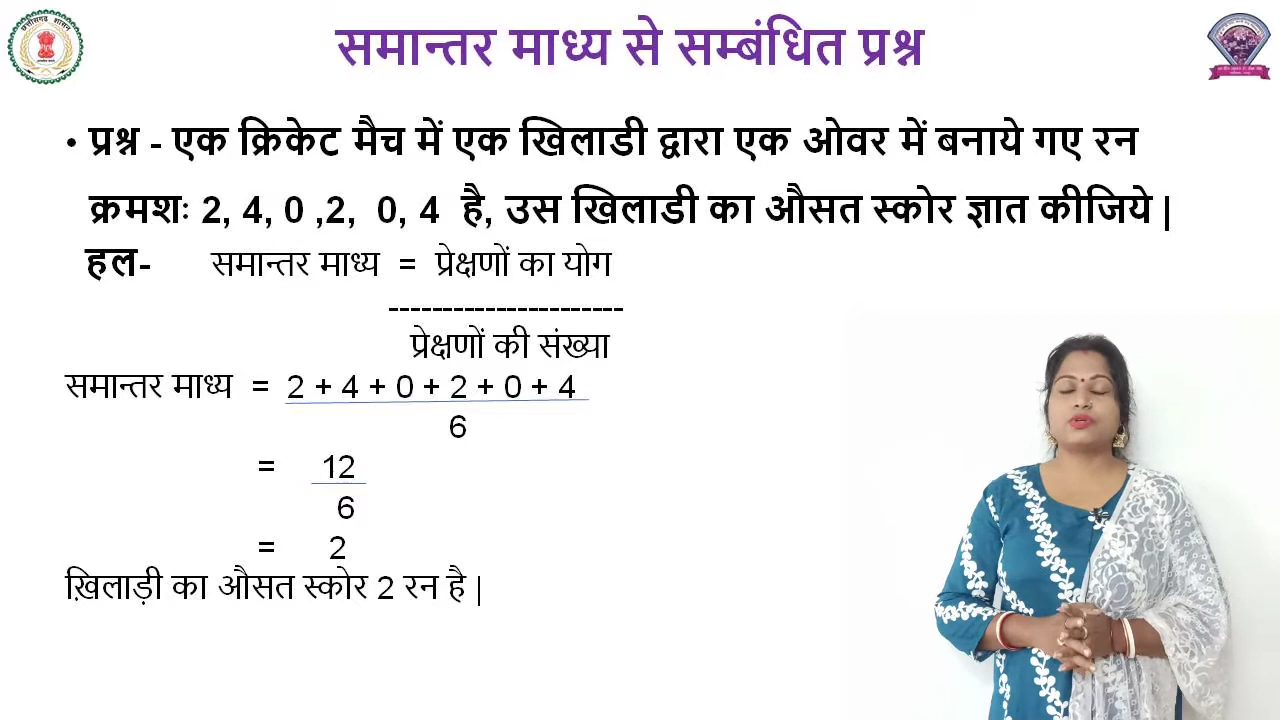 समान्तर माध्य से सम्बंधित प्रश्न
• प्रश्न - एक क्रिकेट मैच में एक खिलाडी द्वारा एक ओवर में बनाये गए रन
क्रमशः 2, 4, 0 ,2, 0, 4 है, उस खिलाडी का औसत स्कोर ज्ञात कीजिये |
हल- समान्तर माध्य = प्रेक्षणों का योग
----------------------
प्रेक्षणों की संख्या
समान्तर माध्य = 2 + 4 + 0 + 2 + 0 + 4
6
= 12
6
= 2
ख़िलाड़ी का औसत स्कोर 2 रन है |